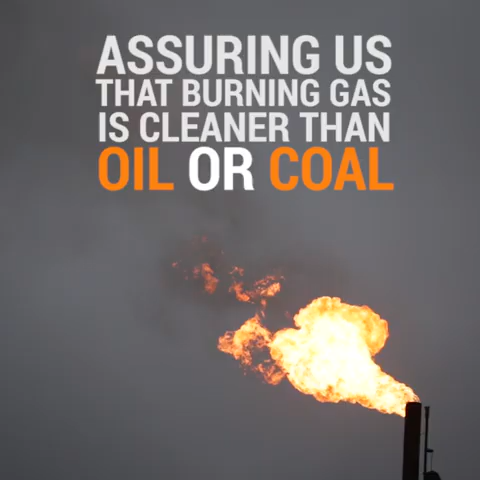 ASSURING US
THAT BURNING GAS
IS CLEANER THAN
OIL OR COAL